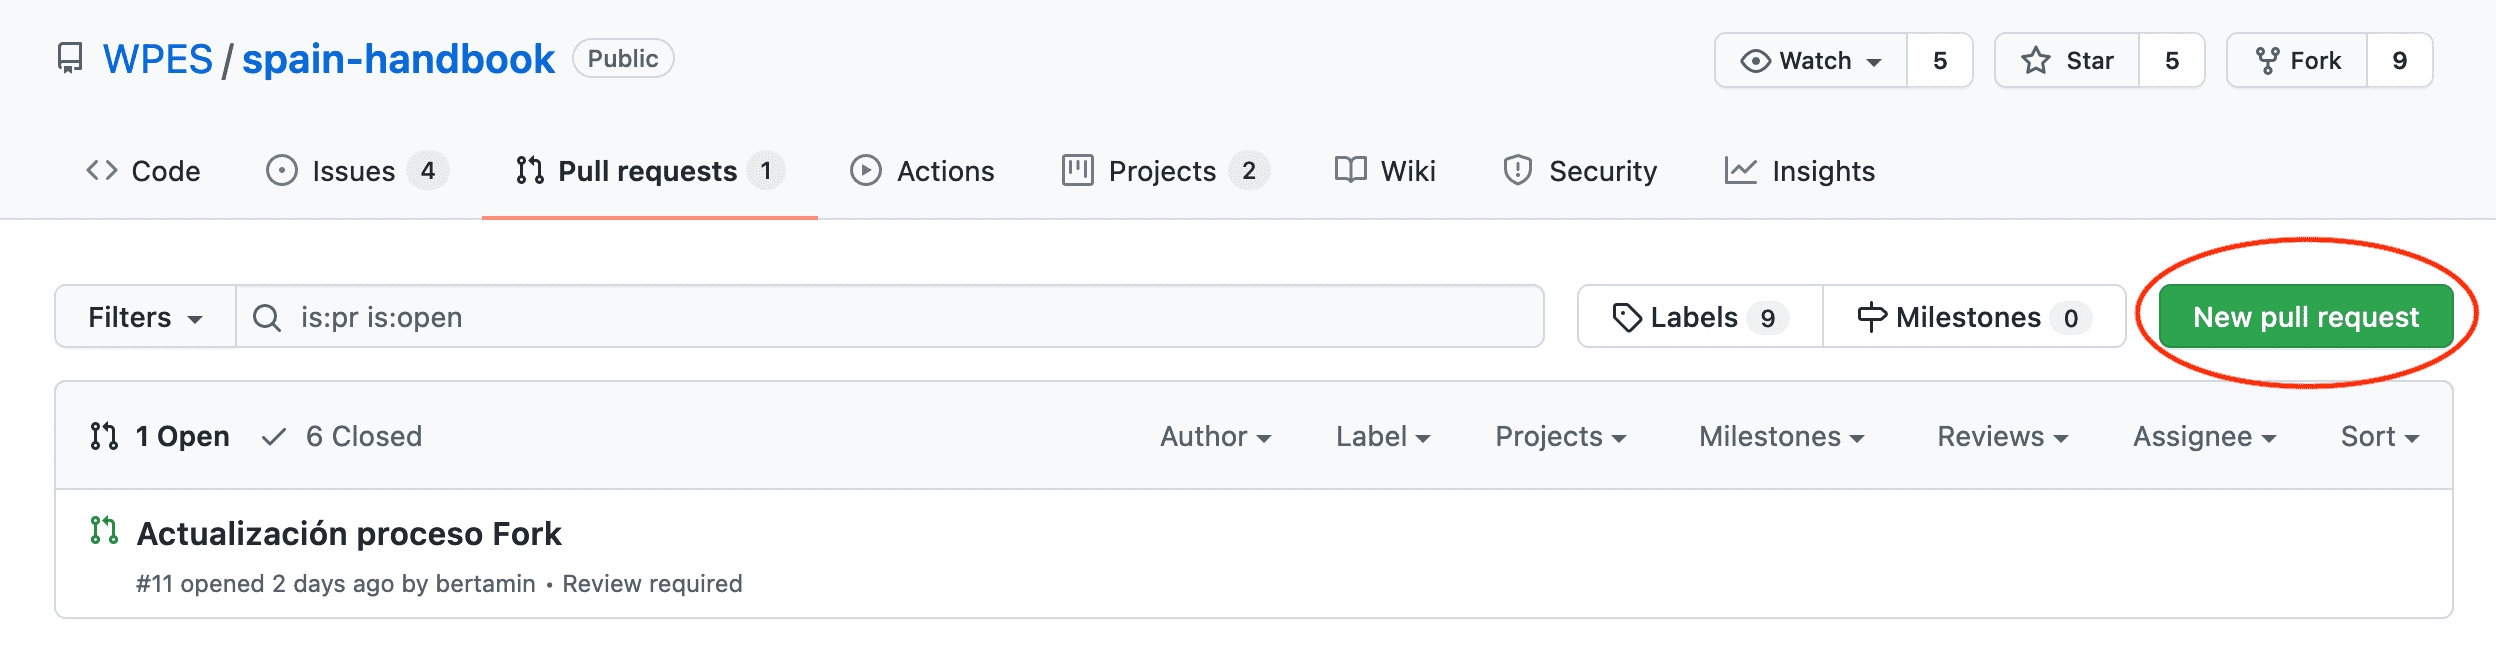 WPES / spain-handbook Public Watch 5 Star 5 Fork 9
Code Issues 4 Pull requests 1 Actions Projects 2 Wiki Security Insights
Filters is:pr is:open Labels 9 Milestones 0 New pull request
1 Open 6 Closed Author Label Projects Milestones Reviews Assignee Sort
Actualización proceso Fork
#11 opened 2 days ago by bertamin • Review required